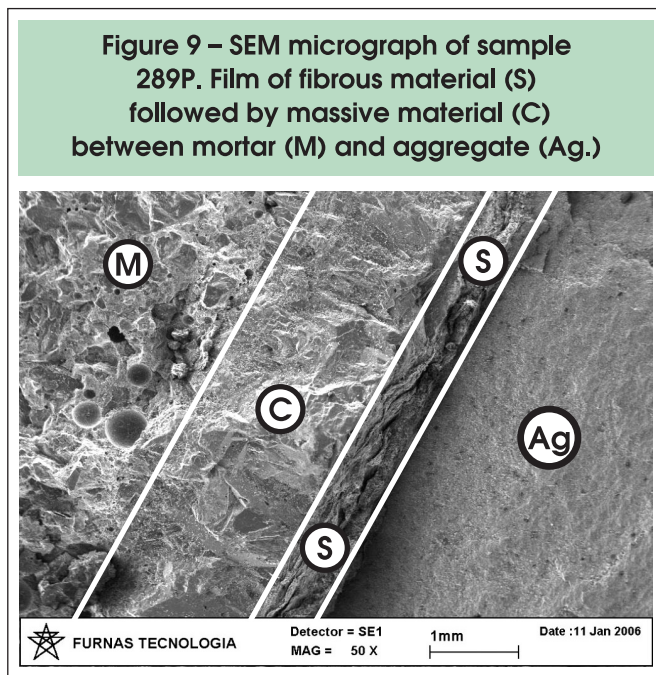 Figure 9 – SEM micrograph of sample
289P. Film of fibrous material (S)
followed by massive material (C)
between mortar (M) and aggregate (Ag.)
M
S
C
Ag
S
FURNAS TECNOLOGIA
Detector = SE1
MAG = 50 X
1mm
Date :11 Jan 2006